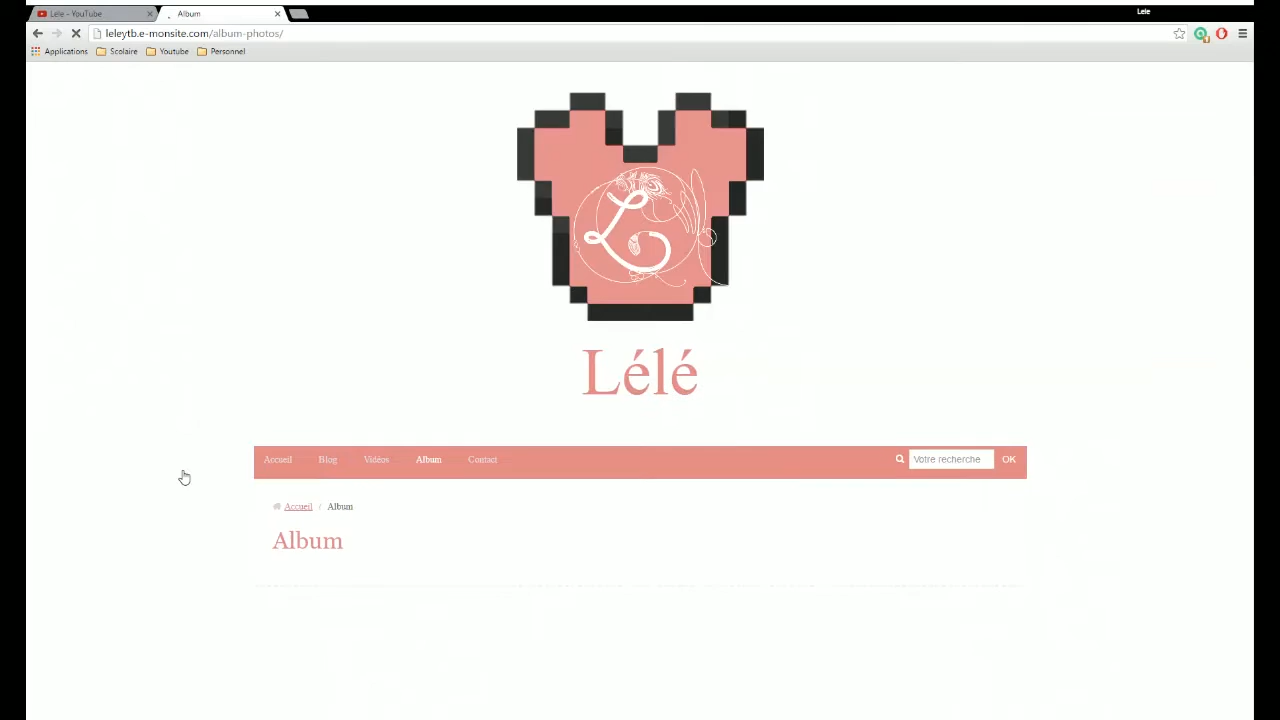 Lele - YouTube
Album
Lele
leleytb.e-monsite.com/album-photos/
Applications
Scolaire
Youtube
Personnel
L
Lélé
Accueil
Blog
Vidéos
Album
Contact
Votre recherche
OK
Accueil / Album
Album